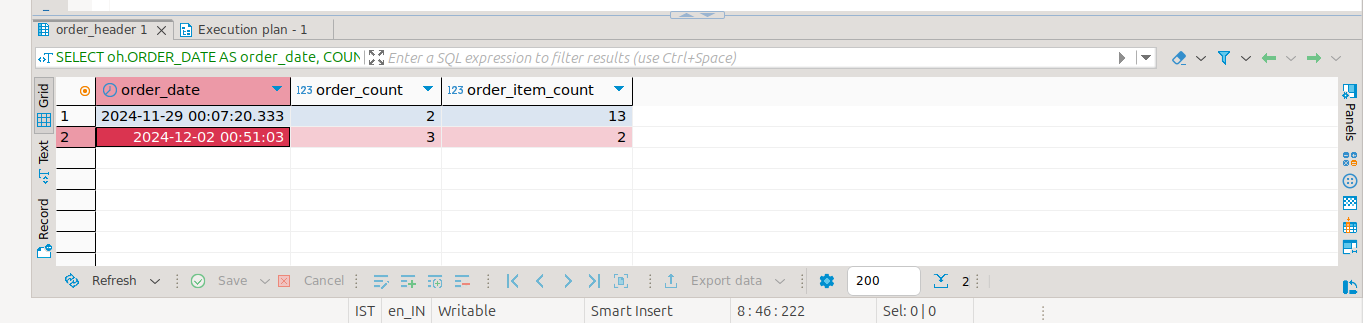 order_header 1 Execution plan - 1
SELECT oh.ORDER_DATE AS order_date, COUN Enter a SQL expression to filter results (use Ctrl+Space)
Grid
Text
Record
order_date 123 order_count 123 order_item_count
1 2024-11-29 00:07:20.333 2 13
2 2024-12-02 00:51:03 3 2
Panels
Refresh Save Cancel Export data 200 2
IST en_IN Writable Smart Insert 8 : 46 : 222 Sel: 0 | 0